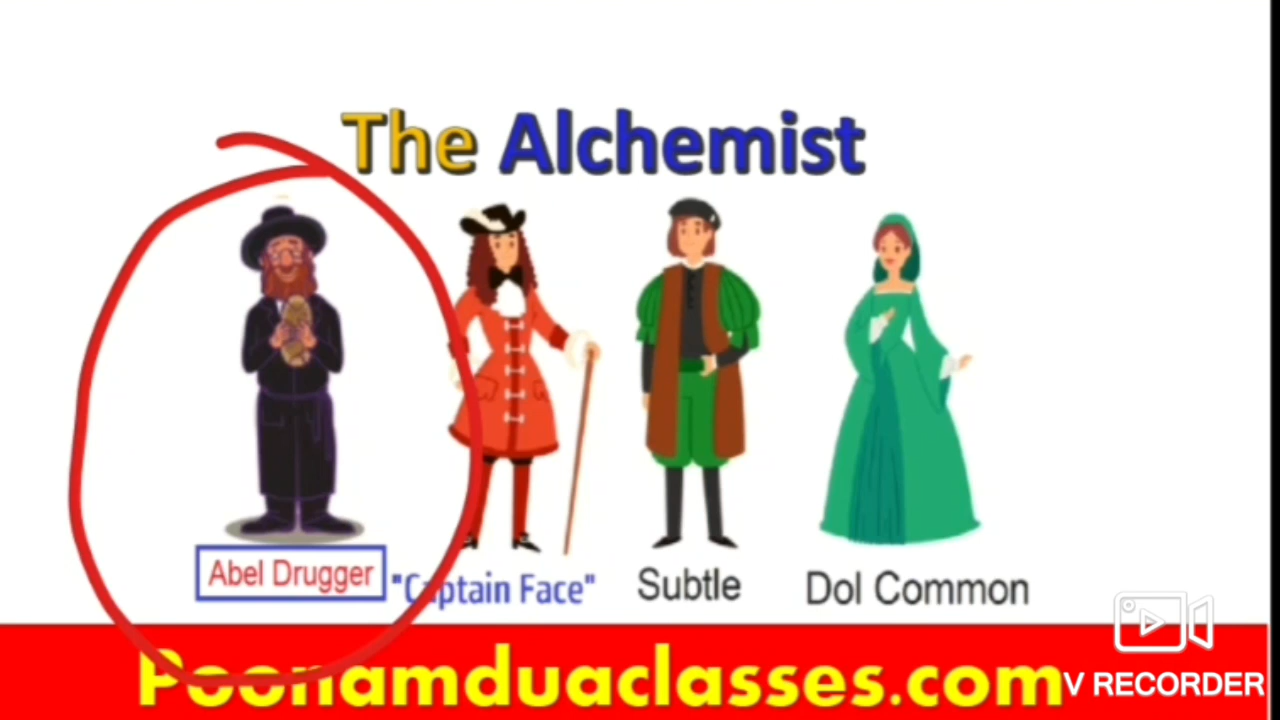 The Alchemist
Abel Drugger
"Captain Face"
Subtle
Dol Common
Poonamduaclasses.com
V RECORDER